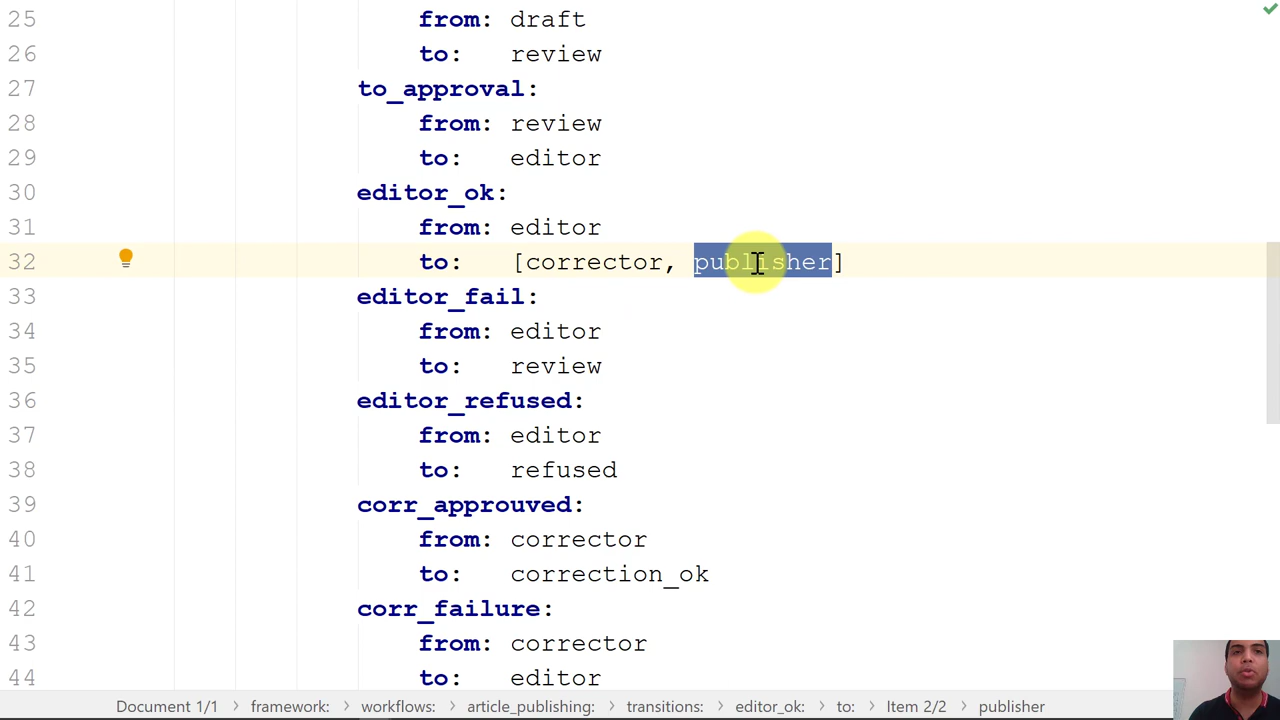 25 from: draft
26 to: review
27 to_approval:
28 from: review
29 to: editor
30 editor_ok:
31 from: editor
32 to: [corrector, publisher]
33 editor_fail:
34 from: editor
35 to: review
36 editor_refused:
37 from: editor
38 to: refused
39 corr_approuved:
40 from: corrector
41 to: correction_ok
42 corr_failure:
43 from: corrector
44 to: editor
Document 1/1 › framework: › workflows: › article_publishing: › transitions: › editor_ok: › to: › Item 2/2 › publisher